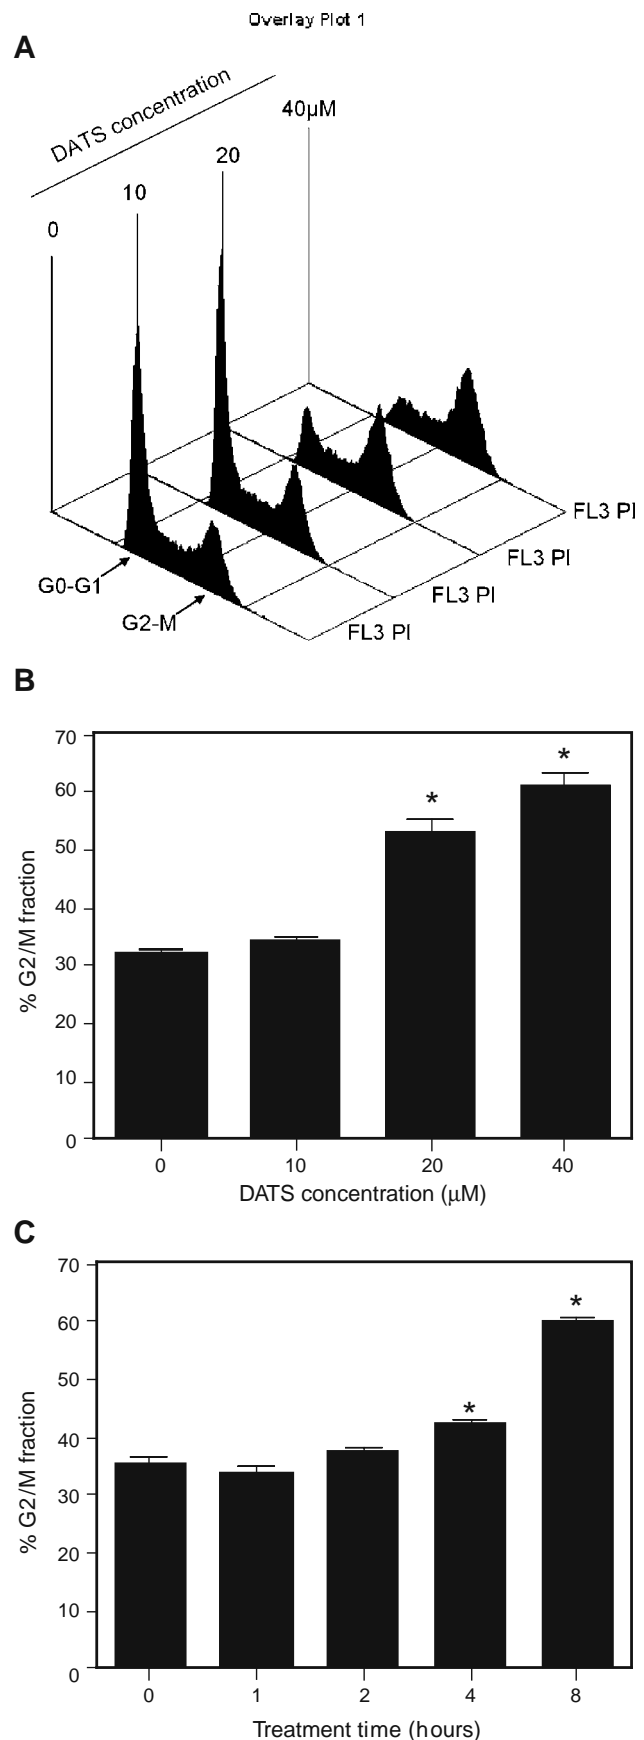 Overlay Plot 1
A
DATS concentration
0
10
20
40µM
G0-G1
G2-M
FL3 PI
FL3 PI
FL3 PI
FL3 PI
B
% G2/M fraction
70
60
50
40
30
20
10
0
*
*
0 10 20 40
DATS concentration (µM)
C
% G2/M fraction
70
60
50
40
30
20
10
0
*
*
0 1 2 4 8
Treatment time (hours)